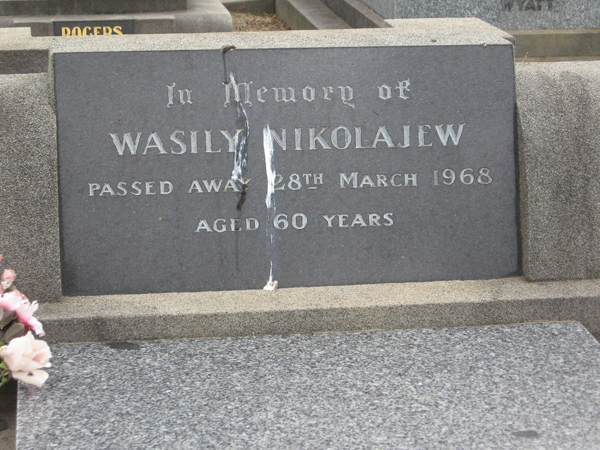 ROGERS
WYATT
In Memory of
WASILY NIKOLAJEW
PASSED AWAY 28TH MARCH 1968
AGED 60 YEARS